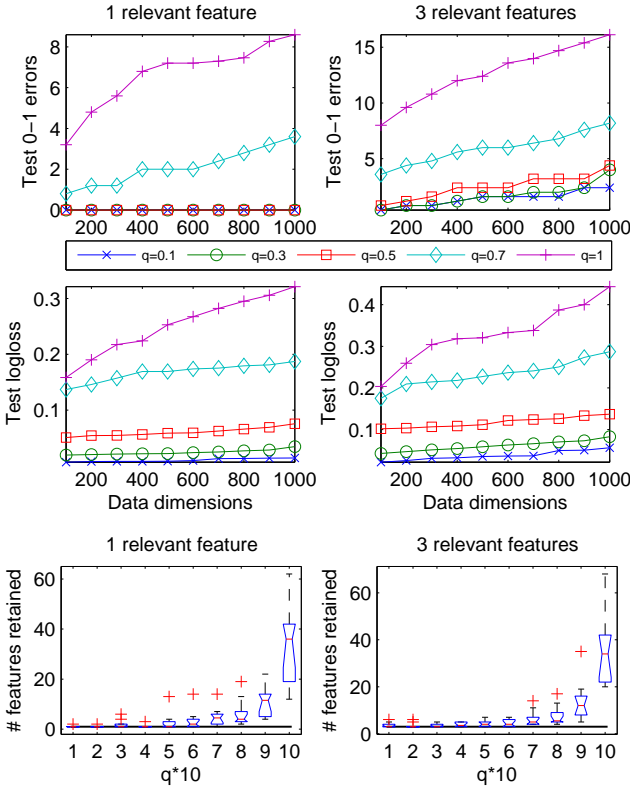 1 relevant feature
3 relevant features
Test 0−1 errors
8
6
4
2
0
200 400 600 800 1000
Test 0−1 errors
15
10
5
200 400 600 800 1000
q=0.1 q=0.3 q=0.5 q=0.7 q=1
Test logloss
0.3
0.2
0.1
200 400 600 800 1000
Data dimensions
Test logloss
0.4
0.3
0.2
0.1
200 400 600 800 1000
Data dimensions
1 relevant feature
3 relevant features
# features retained
60
40
20
0
1 2 3 4 5 6 7 8 9 10
q*10
# features retained
60
40
20
0
1 2 3 4 5 6 7 8 9 10
q*10